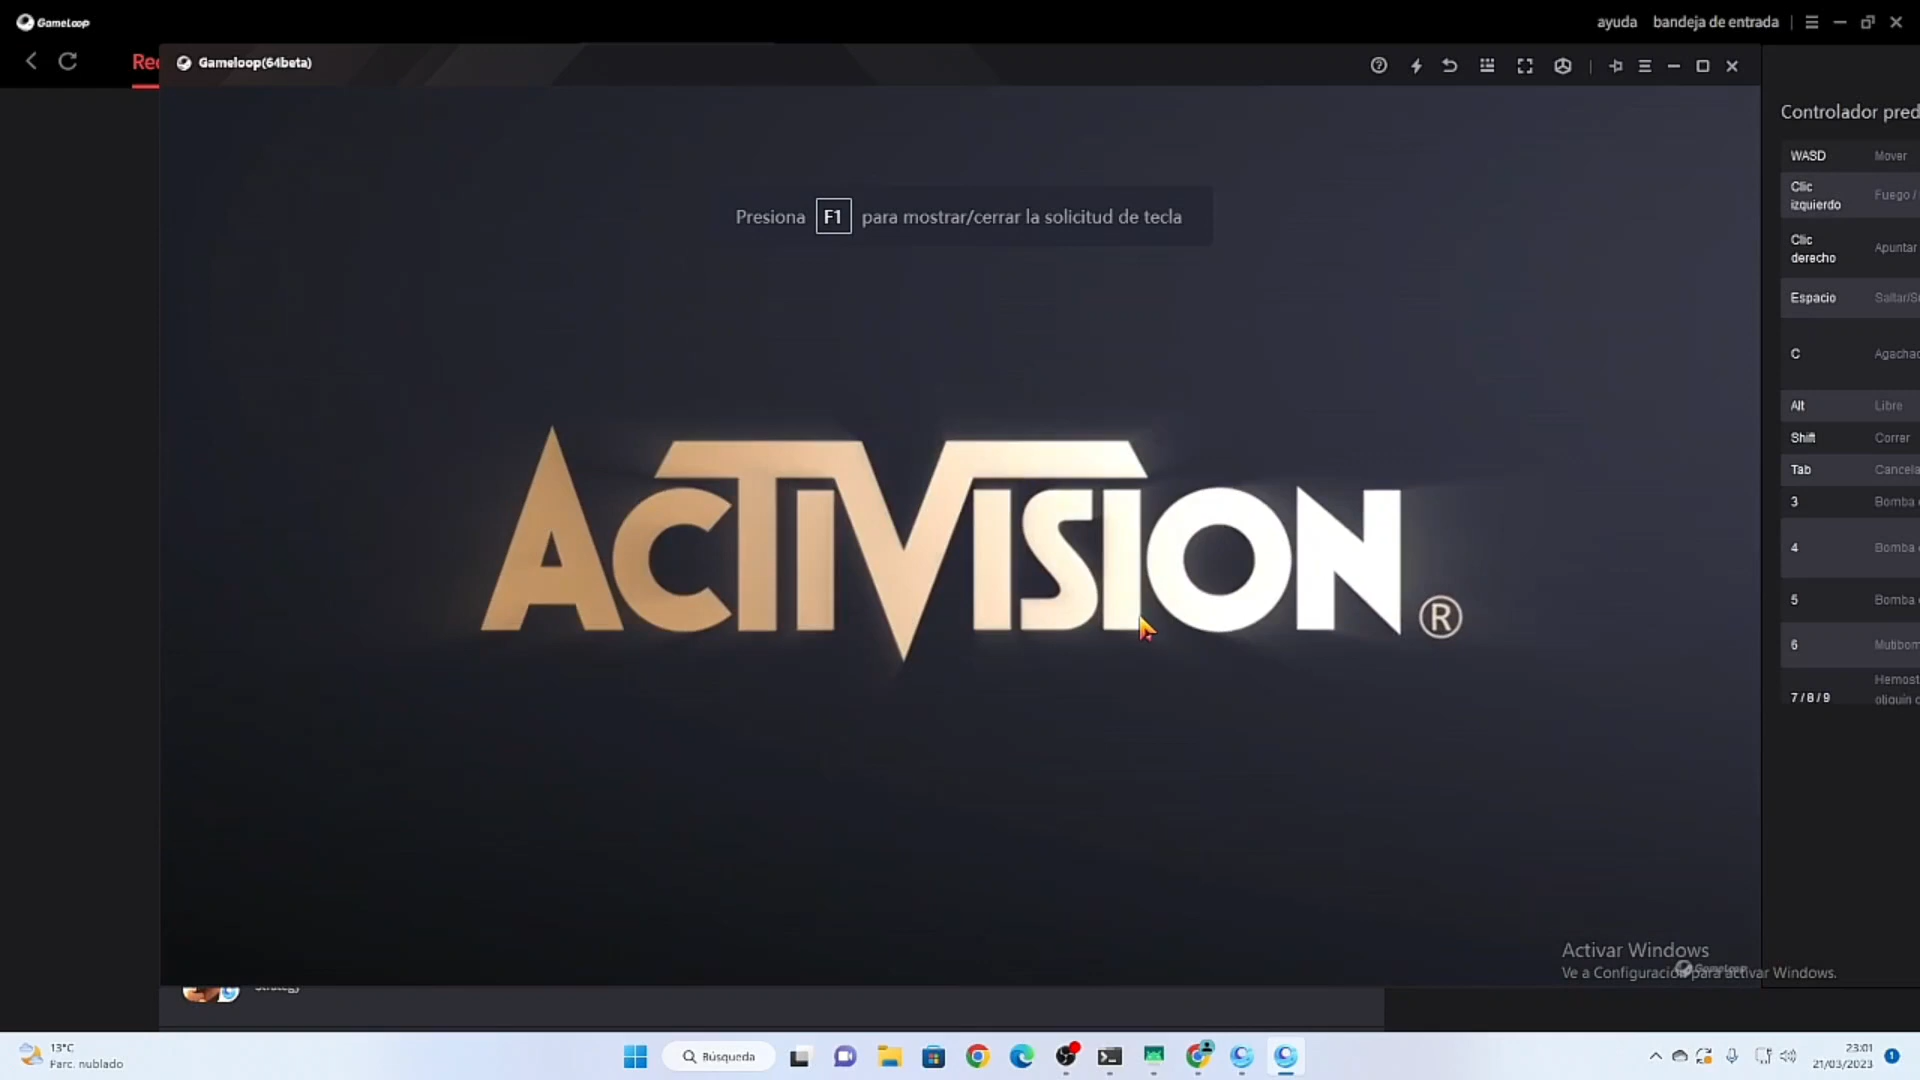 GameLoop
ayuda
bandeja de entrada
Gameloop(64beta)
Presiona F1 para mostrar/cerrar la solicitud de tecla
ACTIVISION®
Controlador pred
WASD Mover
Clic izquierdo Fuego /
Clic derecho Apuntar
Espacio
C
Alt Libre
Shift Correr
Tab
3 Bomba
4 Bomba
5 Bomba
6
7/8/9
Activar Windows
Ve a Configuración para activar Windows.
Strategy
13°C
Parc. nublado
Búsqueda
23:01
21/03/2023
1